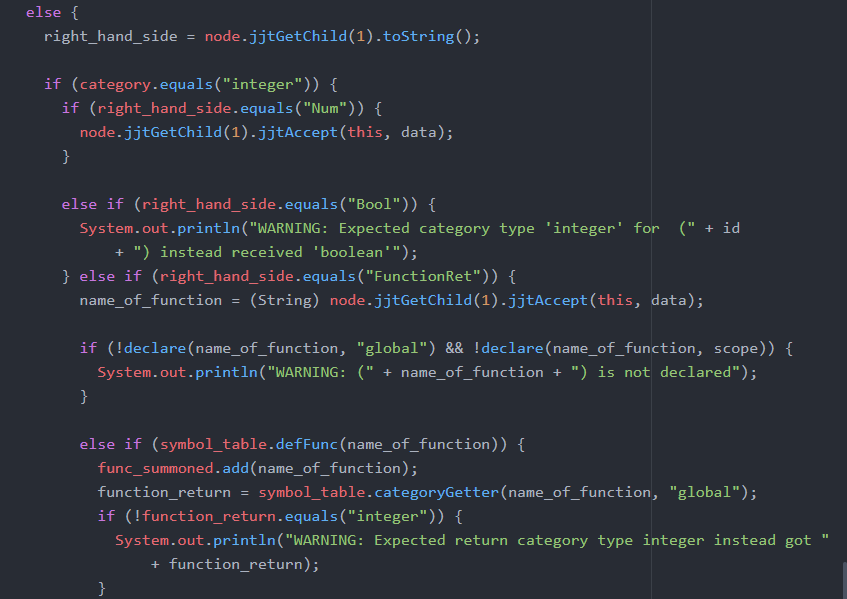 else {
right_hand_side = node.jjtGetChild(1).toString();
if (category.equals("integer")) {
if (right_hand_side.equals("Num")) {
node.jjtGetChild(1).jjtAccept(this, data);
}
else if (right_hand_side.equals("Bool")) {
System.out.println("WARNING: Expected category type 'integer' for  (" + id
+ ") instead received 'boolean'");
} else if (right_hand_side.equals("FunctionRet")) {
name_of_function = (String) node.jjtGetChild(1).jjtAccept(this, data);
if (!declare(name_of_function, "global") && !declare(name_of_function, scope)) {
System.out.println("WARNING: (" + name_of_function + ") is not declared");
}
else if (symbol_table.defFunc(name_of_function)) {
func_summoned.add(name_of_function);
function_return = symbol_table.categoryGetter(name_of_function, "global");
if (!function_return.equals("integer")) {
System.out.println("WARNING: Expected return category type integer instead got "
+ function_return);
}